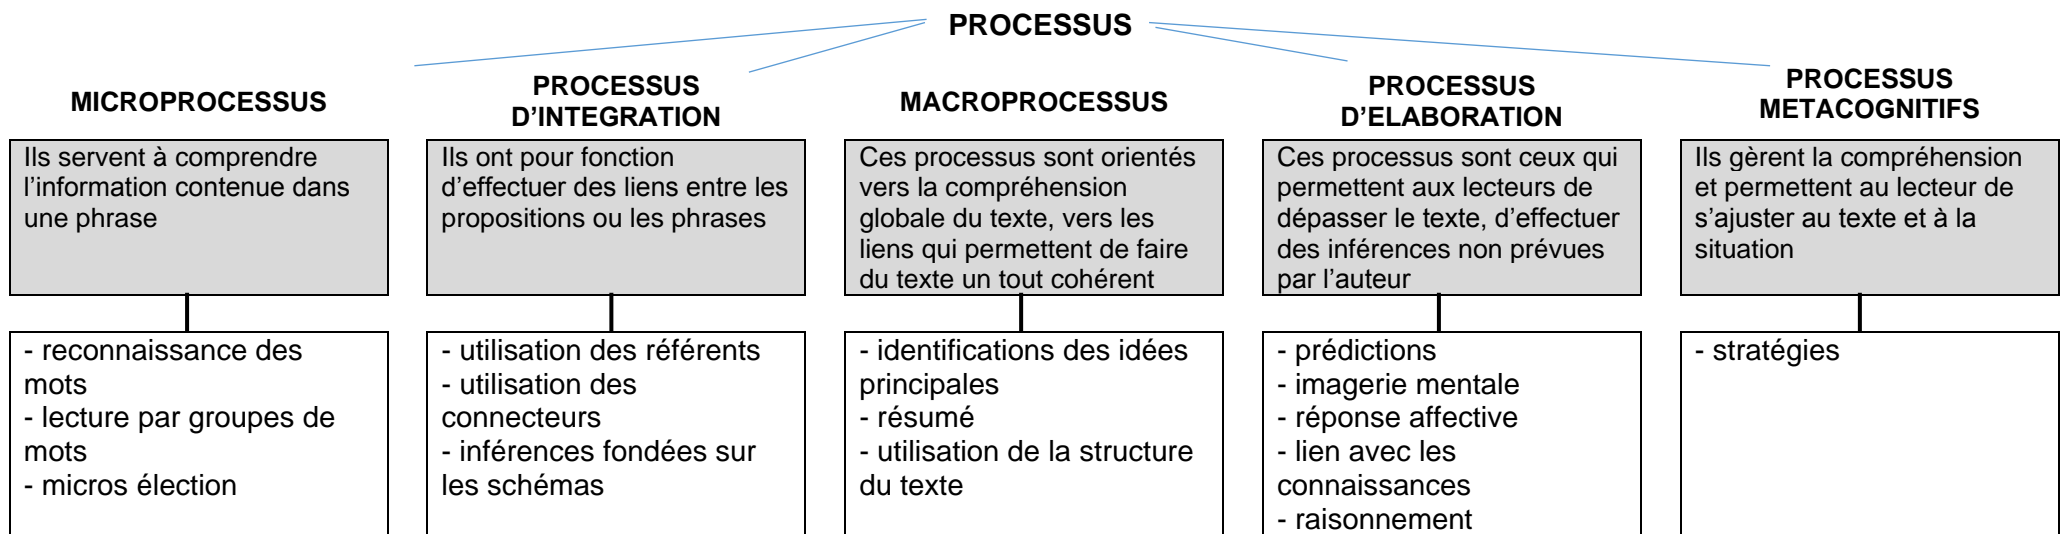 PROCESSUS
MICROPROCESSUS
PROCESSUS
D’INTEGRATION
MACROPROCESSUS
PROCESSUS
D’ELABORATION
PROCESSUS
METACOGNITIFS
Ils servent à comprendre
l’information contenue dans
une phrase
Ils ont pour fonction
d’effectuer des liens entre les
propositions ou les phrases
Ces processus sont orientés
vers la compréhension
globale du texte, vers les
liens qui permettent de faire
du texte un tout cohérent
Ces processus sont ceux qui
permettent aux lecteurs de
dépasser le texte, d’effectuer
des inférences non prévues
par l’auteur
Ils gèrent la compréhension
et permettent au lecteur de
s’ajuster au texte et à la
situation
- reconnaissance des
mots
- lecture par groupes de
mots
- micros élection
- utilisation des référents
- utilisation des
connecteurs
- inférences fondées sur
les schémas
- identifications des idées
principales
- résumé
- utilisation de la structure
du texte
- prédictions
- imagerie mentale
- réponse affective
- lien avec les
connaissances
- raisonnement
- stratégies